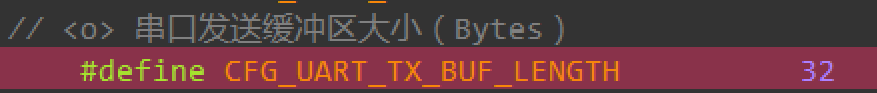 // <o> 串口发送缓冲区大小（Bytes）
#define CFG_UART_TX_BUF_LENGTH 32